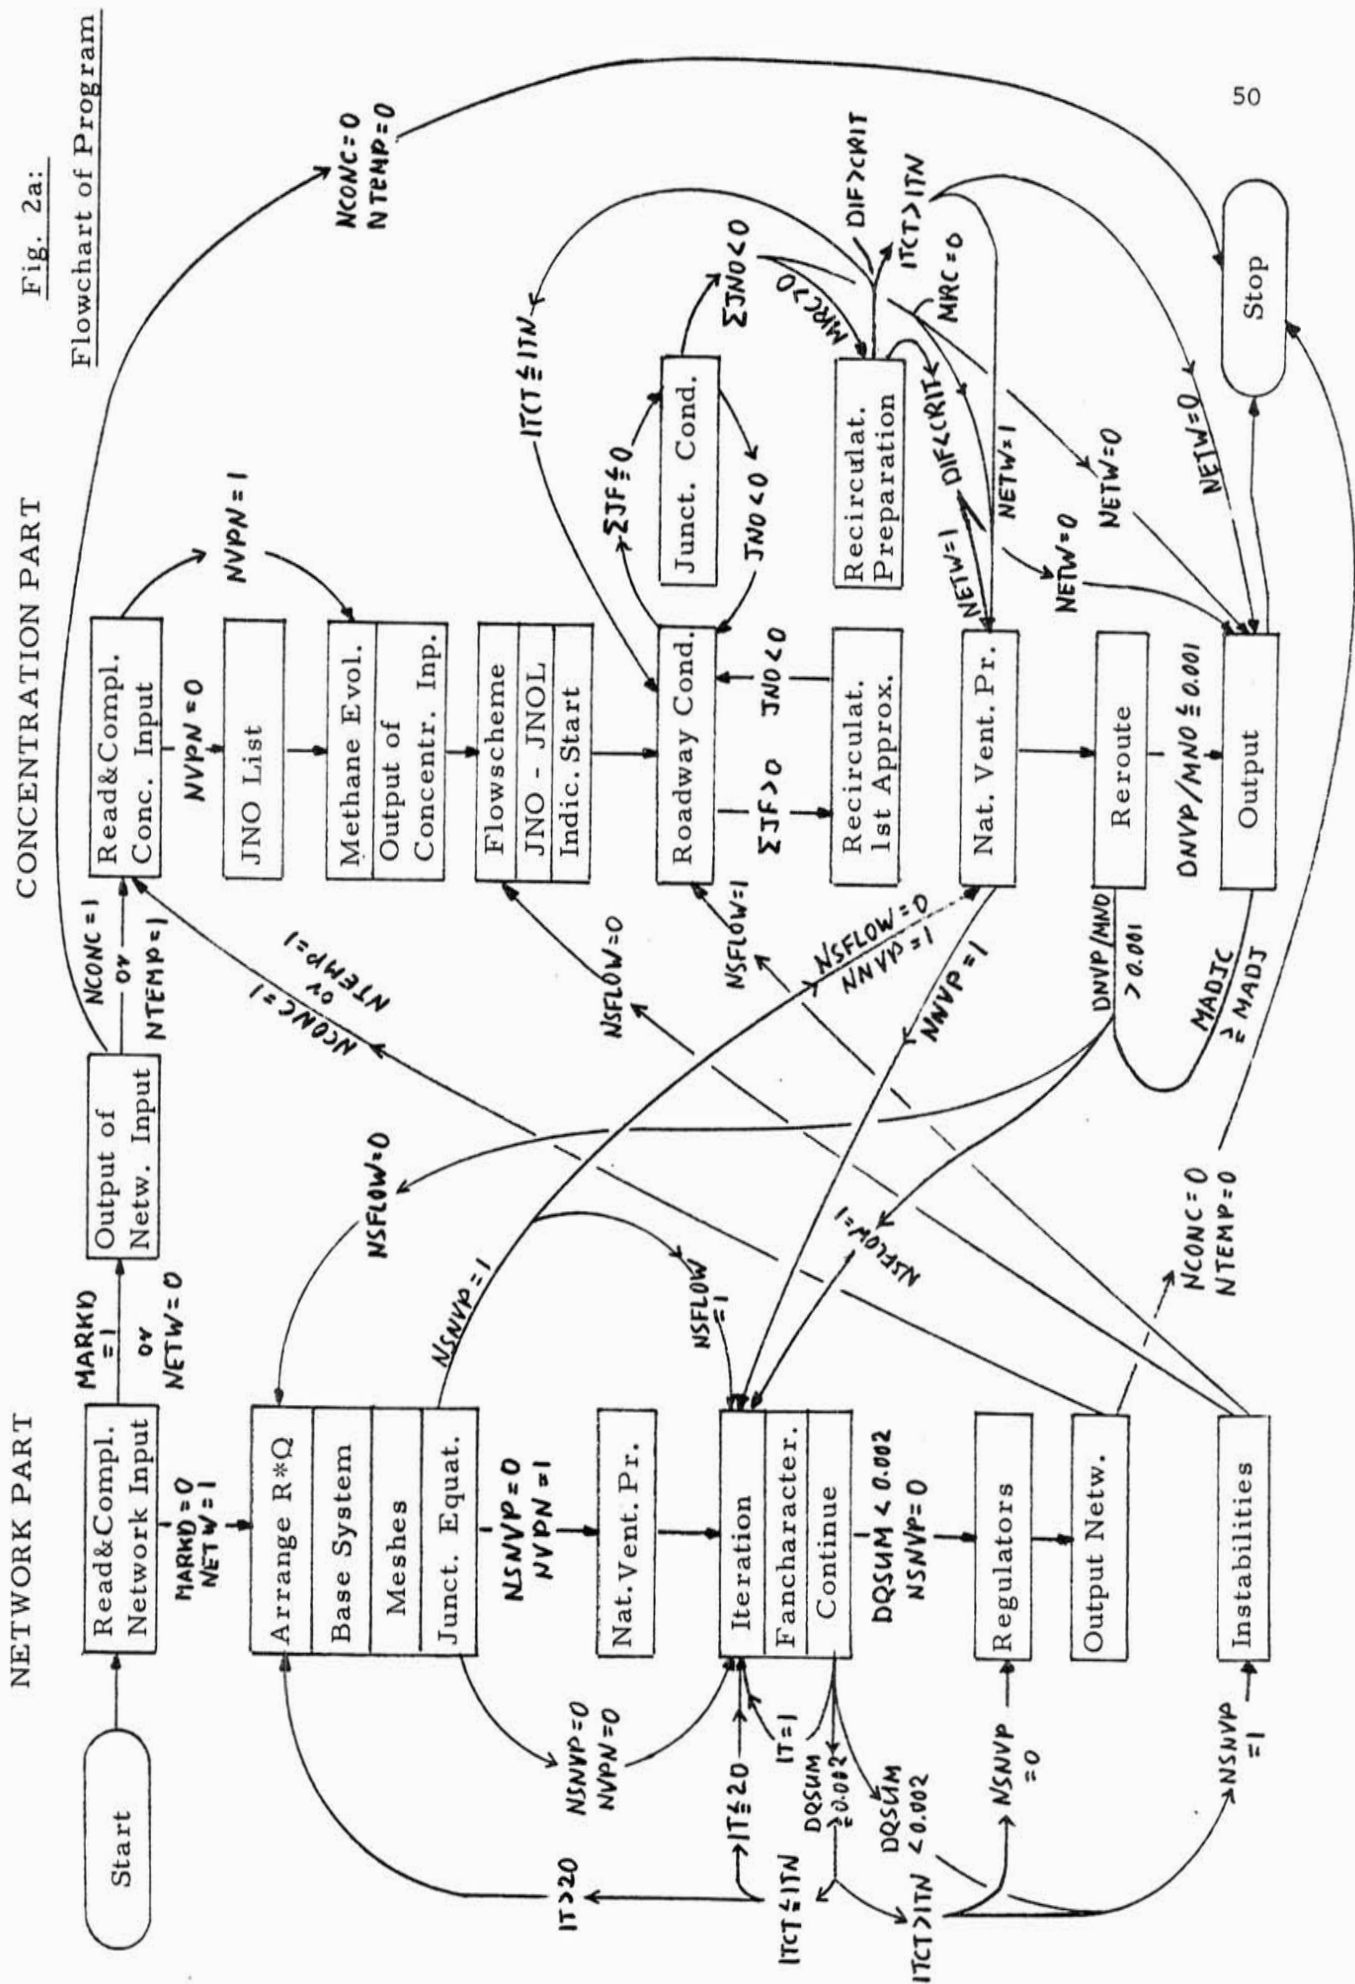 50
Fig. 2a:
Flowchart of Program
NETWORK PART
CONCENTRATION PART
Start
Read&Compl.
Network Input
MARKD
=1
or
NETW=0
Output of
Netw. Input
NCONC=1
or
NTEMP=1
NCONC=0
NTEMP=0
MARKD=0
NETW=1
Arrange R*Q
Base System
Meshes
Junct. Equat.
NSFLOW=0
NSNVP=1
NSFLOW
=1
NSNVP=0
NVPN=1
NSNVP=0
NVPN=0
Nat.Vent.Pr.
Iteration
Fancharacter.
Continue
IT>20
IT≦20
IT=1
ITCT≦ITN
DQSUM
≧0.002
DQSUM
<0.002
ITCT>ITN
DQSUM<0.002
NSNVP=0
NSNVP
=0
Regulators
Output Netw.
NSNVP
=1
Instabilities
NCONC=0
NTEMP=0
NCONC=1
or
NTEMP=1
NSFLOW=0
NSFLOW=1
NSFLOW=0
NNVP=1
NNVP=1
NSFLOW=1
Read&Compl.
Conc. Input
NVPN=0
NVPN=1
JNO List
Methane Evol.
Output of
Concentr. Inp.
Flowscheme
JNO - JNOL
Indic.Start
Roadway Cond.
ΣJF≦0
Junct. Cond.
JNO<0
ΣJNO<0
ITCT≦ITN
ΣJF>0
JNO<0
Recirculat.
1st Approx.
Recirculat.
Preparation
MRC>0
DIF>CRIT
ITCT>ITN
MRC=0
DIF<CRIT
NETW=1
NETW=1
NETW=0
NETW=0
NETW=0
Nat. Vent. Pr.
Reroute
DNVP/MNO
>0.001
DNVP/MNO≦0.001
Output
MADJC
≧MADJ
Stop